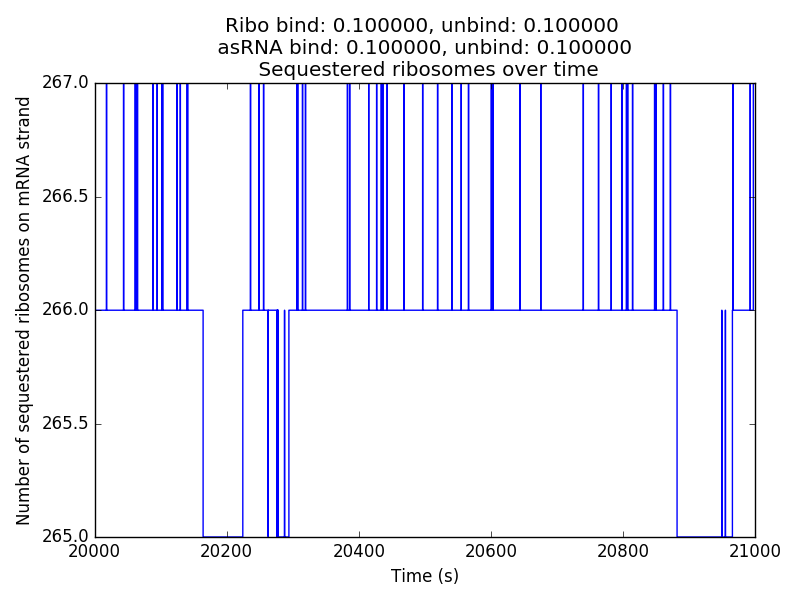 Ribo bind: 0.100000, unbind: 0.100000
asRNA bind: 0.100000, unbind: 0.100000
Sequestered ribosomes over time
Number of sequestered ribosomes on mRNA strand
267.0
266.5
266.0
265.5
265.0
20000 20200 20400 20600 20800 21000
Time (s)